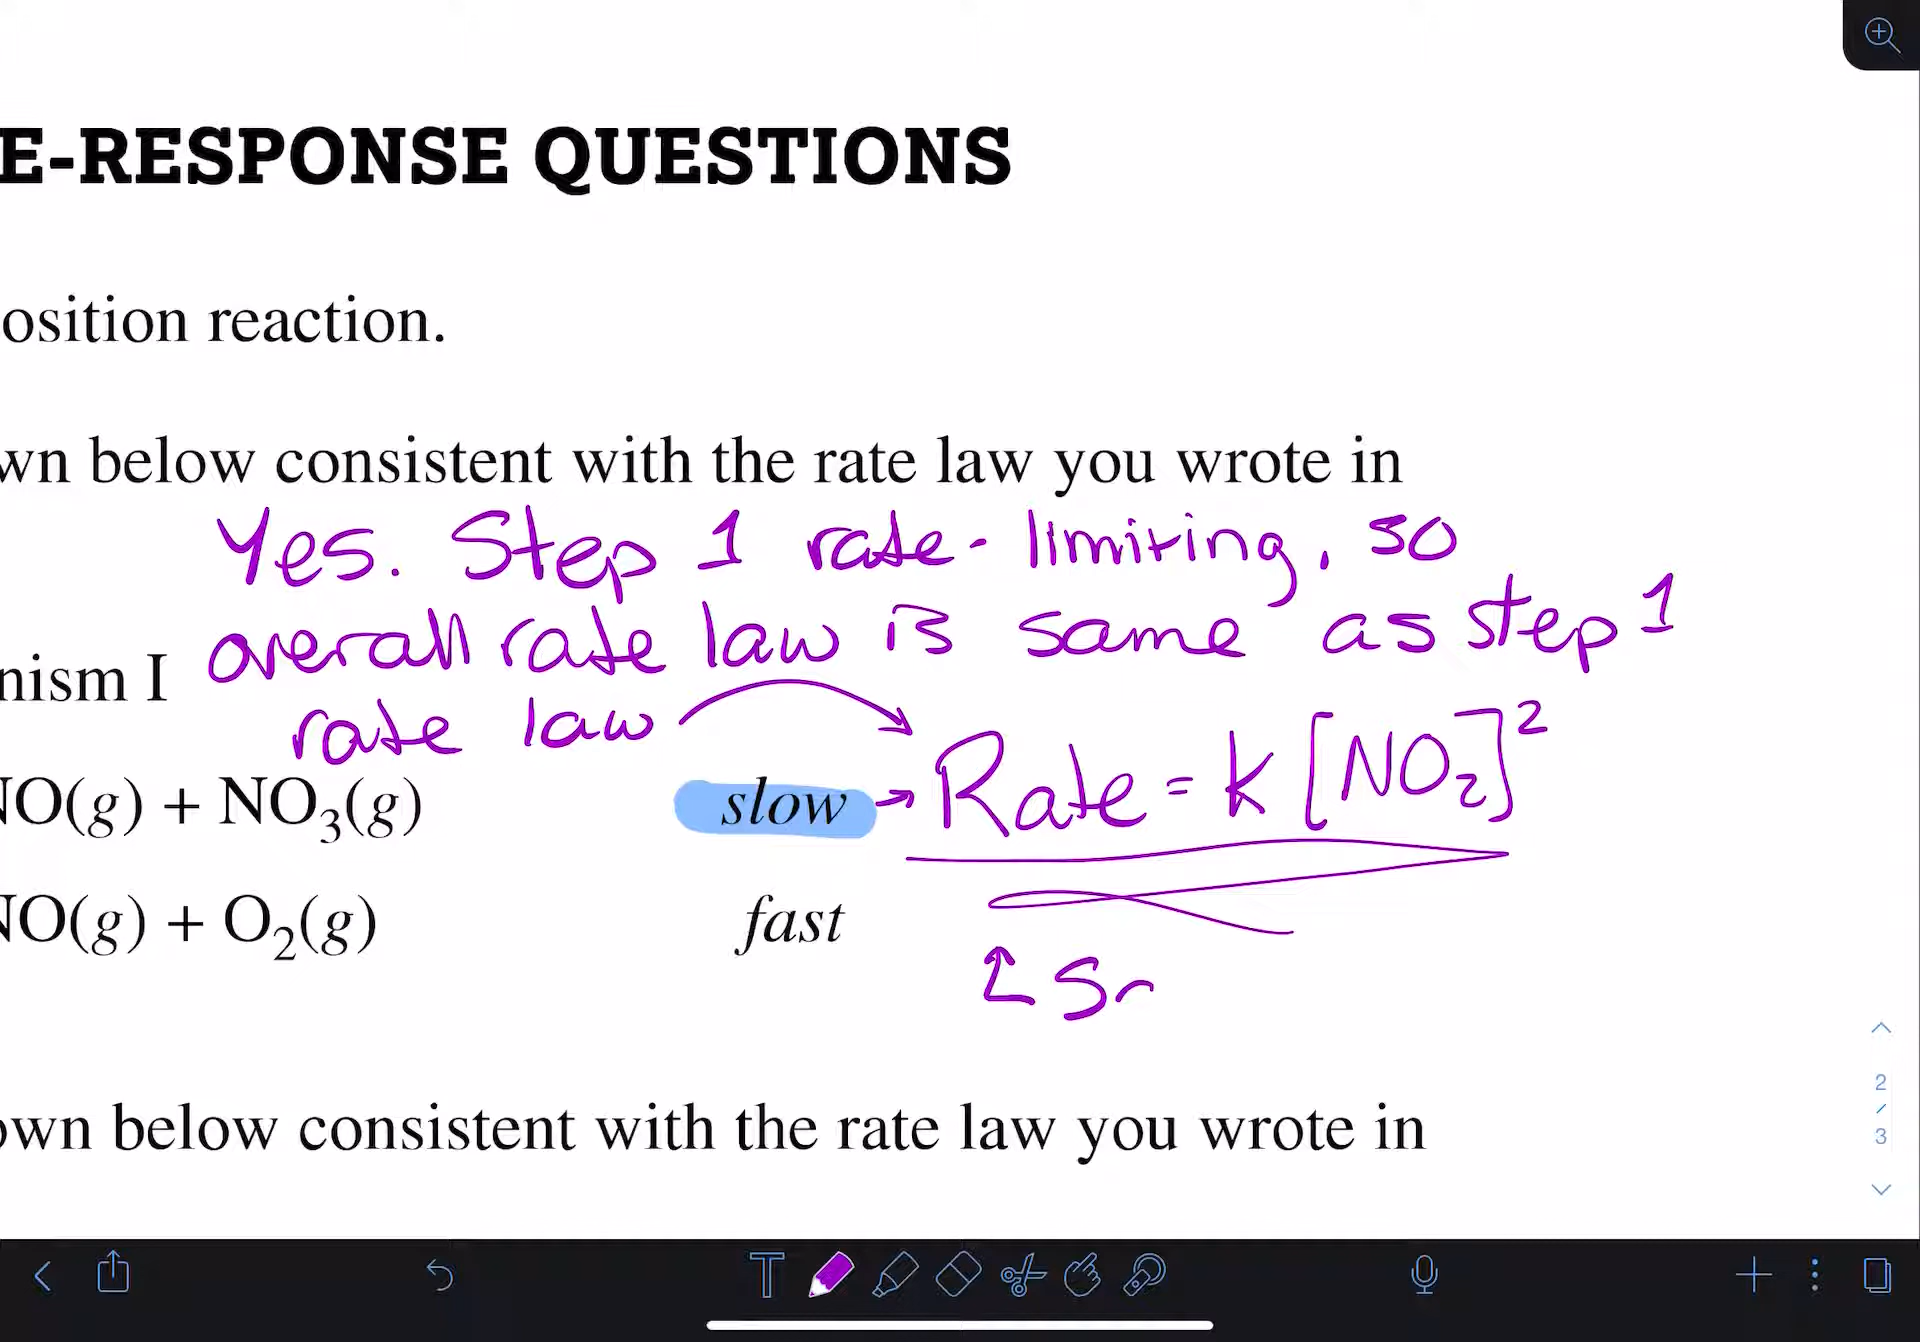 E-RESPONSE QUESTIONS
osition reaction.
wn below consistent with the rate law you wrote in
Yes. Step 1 rate-limiting, so
overall rate law is same as step 1
nism I
rate law
Rate = k [NO₂]²
NO(g) + NO₃(g) slow
NO(g) + O₂(g) fast
own below consistent with the rate law you wrote in
2
/
3
T